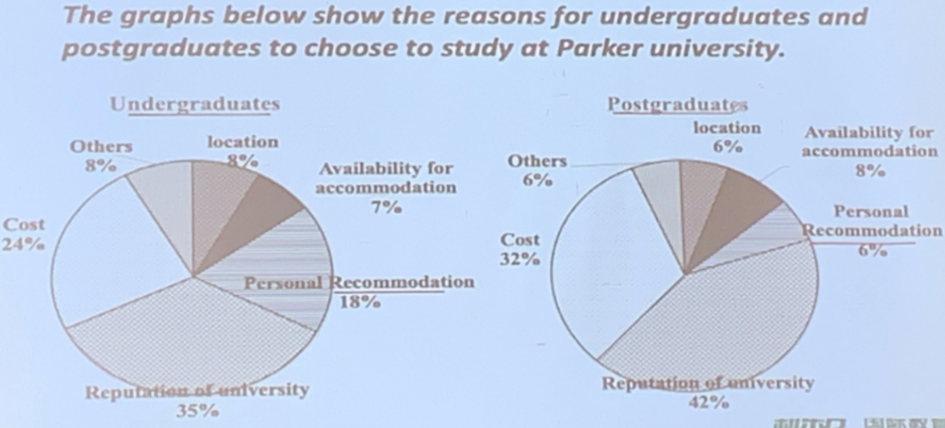 The graphs below show the reasons for undergraduates and
postgraduates to choose to study at Parker university.
Undergraduates
Others
8%
location
8%
Availability for
accommodation
7%
Cost
24%
Personal Recommodation
18%
Reputation of university
35%
Postgraduates
location
6%
Availability for
accommodation
8%
Others
6%
Personal
Recommodation
6%
Cost
32%
Reputation of university
42%